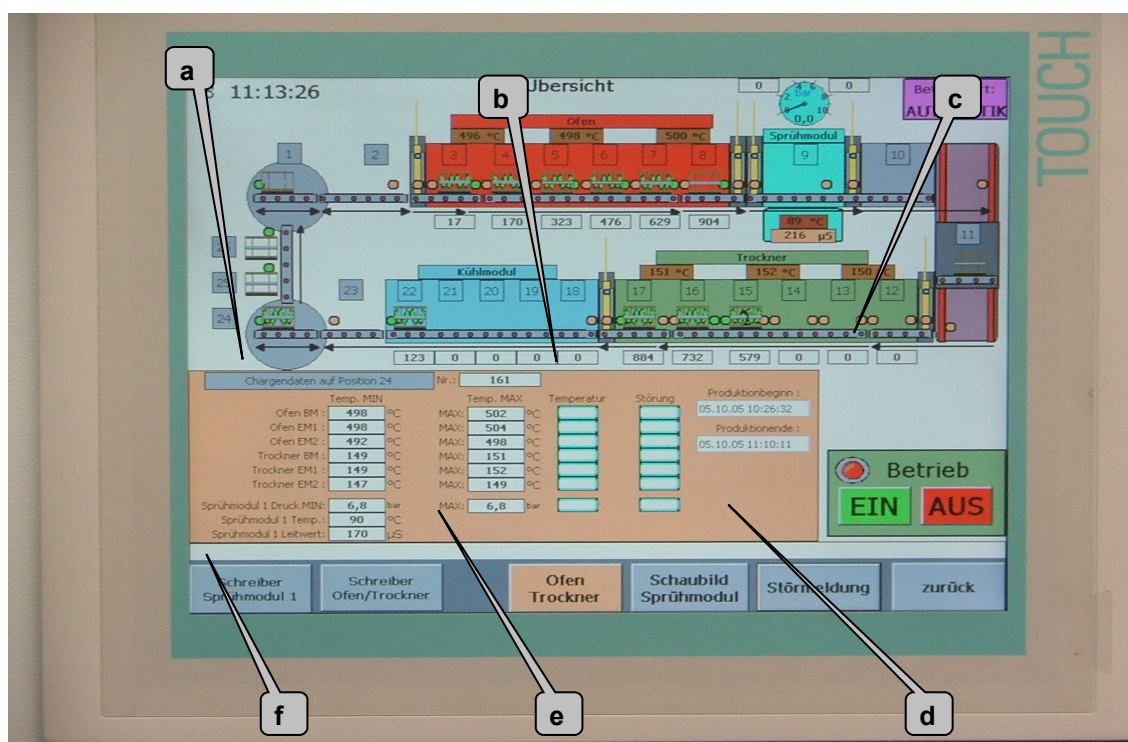 a
b
c
11:13:26
Übersicht
0
4 6
0
2 bar 8
0 10
0,0
TOUCH
Ofen
496 °C
498 °C
500 °C
Sprühmodul
1
2
3
4
5
6
7
8
9
10
17
170
323
476
629
904
89 °C
216 µS
11
Trockner
Kühlmodul
151 °C
152 °C
150 °C
24
23
22
21
20
19
18
17
16
15
14
13
12
123
0
0
0
0
884
732
579
0
0
0
Chargendaten auf Position 24
Nr.:
161
Temp. MIN
Temp. MAX
Temperatur
Störung
Produktionbeginn :
Ofen BM :
498
°C
MAX:
502
°C
05.10.05 10:26:32
Ofen EM1 :
498
°C
MAX:
504
°C
Produktionende :
Ofen EM2 :
492
°C
MAX:
498
°C
05.10.05 11:10:11
Trockner BM :
149
°C
MAX:
151
°C
Trockner EM1 :
149
°C
MAX:
152
°C
Trockner EM2 :
147
°C
MAX:
149
°C
Sprühmodul 1 Druck MIN:
6,8
bar
MAX:
6,8
bar
Sprühmodul 1 Temp.:
90
°C
Sprühmodul 1 Leitwert:
170
µS
Betrieb
EIN
AUS
Schreiber
Sprühmodul 1
Schreiber
Ofen/Trockner
Ofen
Trockner
Schaubild
Sprühmodul
Störmeldung
zurück
f
e
d